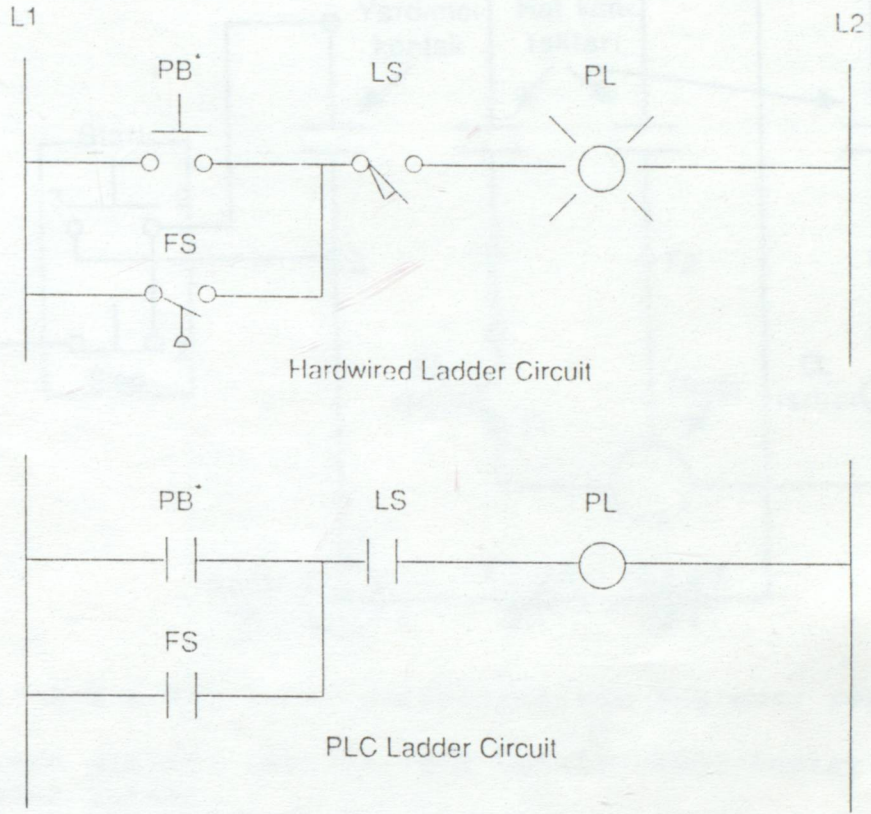 L1 L2
PB* LS PL
FS
Hardwired Ladder Circuit
PB* LS PL
FS
PLC Ladder Circuit